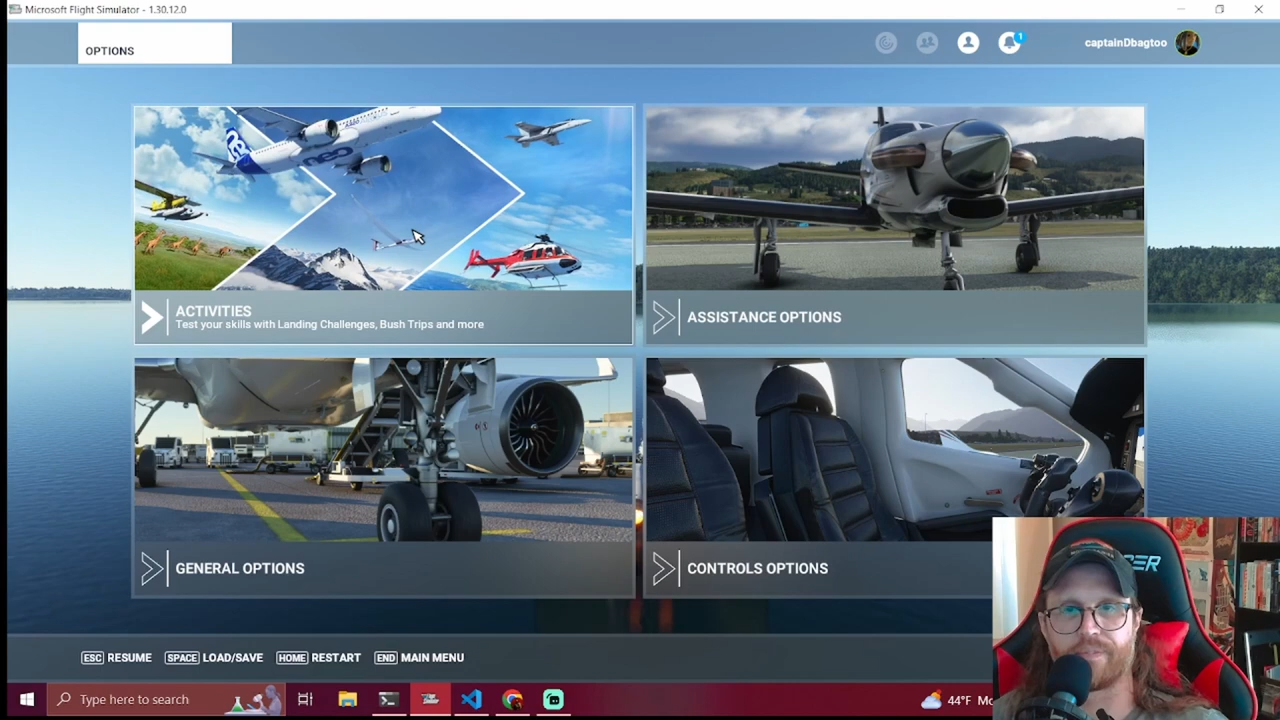 Microsoft Flight Simulator - 1.30.12.0
OPTIONS
1
captainDbagtoo
neo
ACTIVITIES
Test your skills with Landing Challenges, Bush Trips and more
ASSISTANCE OPTIONS
GENERAL OPTIONS
CONTROLS OPTIONS
ESC RESUME SPACE LOAD/SAVE HOME RESTART END MAIN MENU
Type here to search
44°F